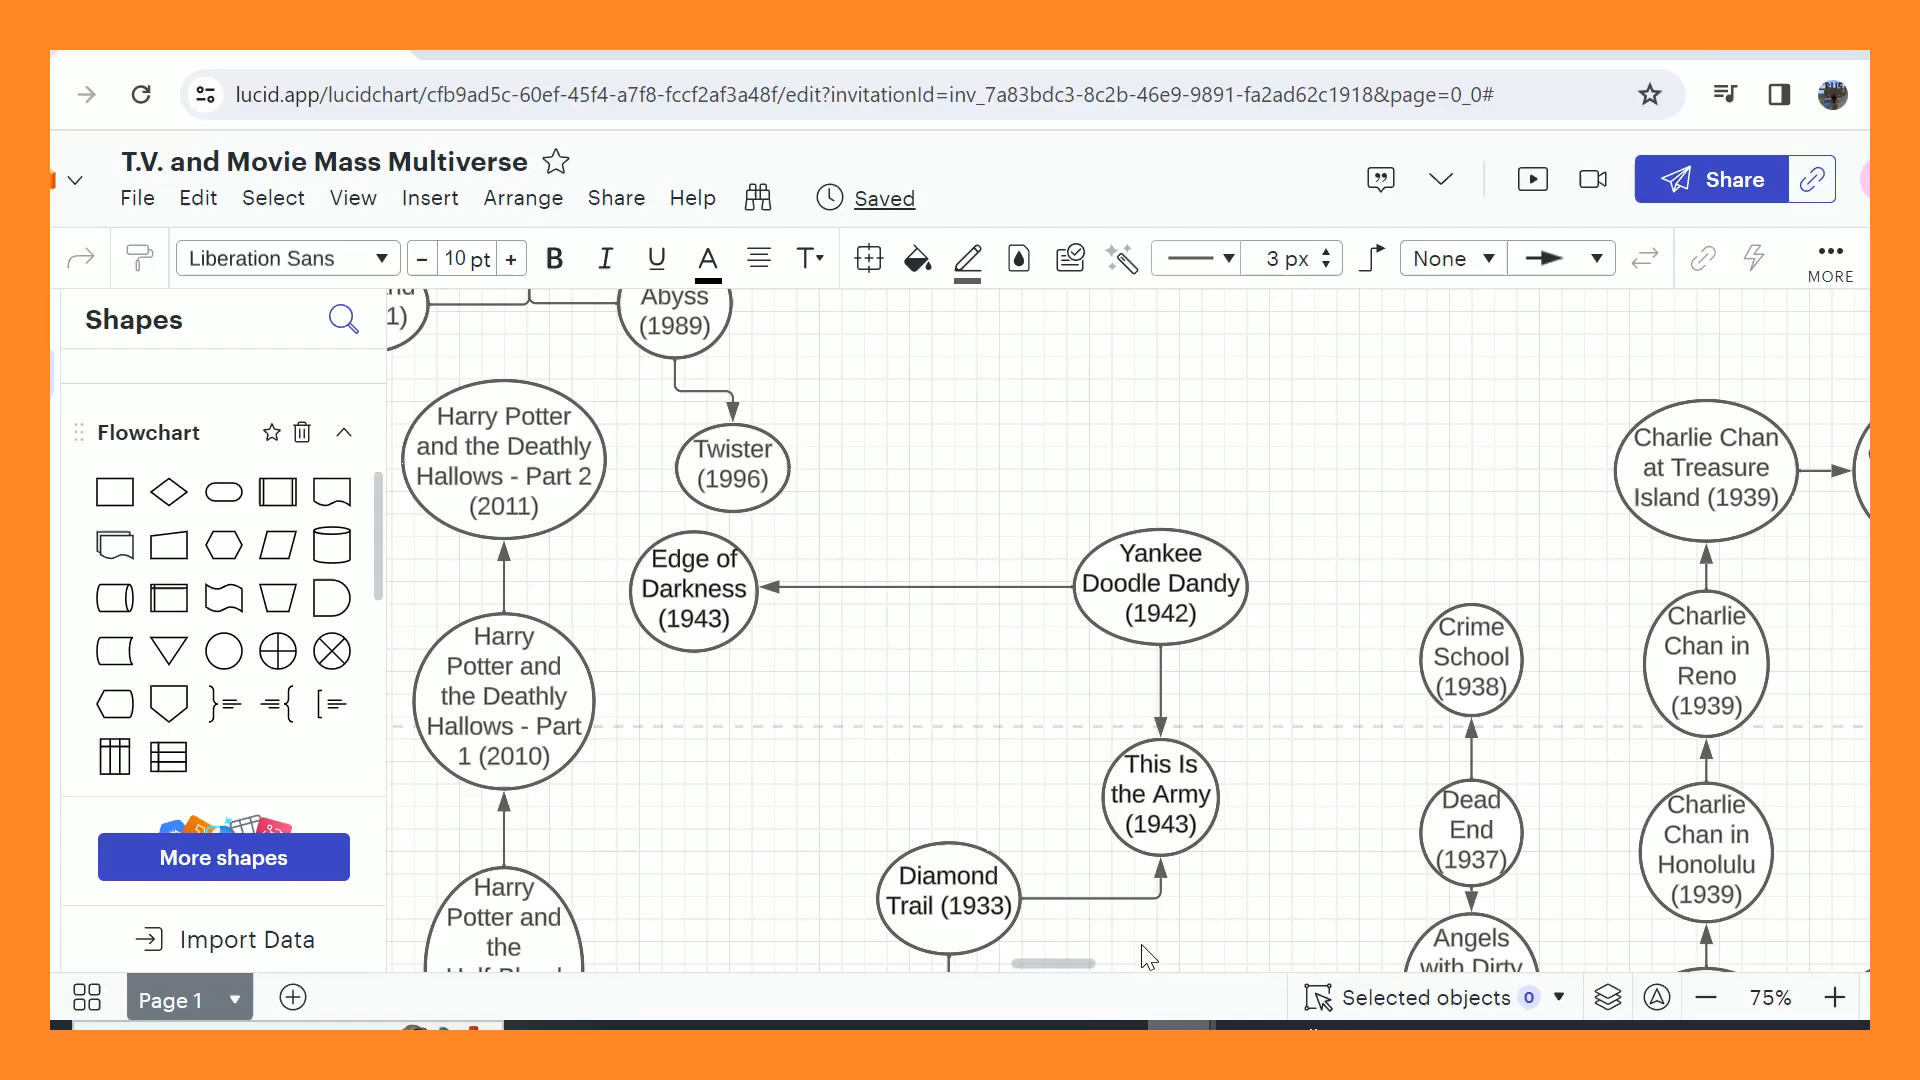 lucid.app/lucidchart/cfb9ad5c-60ef-45f4-a7f8-fccf2af3a48f/edit?invitationId=inv_7a83bdc3-8c2b-46e9-9891-fa2ad62c1918&page=0_0#
T.V. and Movie Mass Multiverse
File Edit Select View Insert Arrange Share Help Saved
Share
Liberation Sans
- 10 pt +
B I U A T
3 px
None
MORE
Shapes
Flowchart
More shapes
Import Data
1)
Abyss
(1989)
Harry Potter
and the Deathly
Hallows - Part 2
(2011)
Twister
(1996)
Edge of
Darkness
(1943)
Yankee
Doodle Dandy
(1942)
Charlie Chan
at Treasure
Island (1939)
Harry
Potter and
the Deathly
Hallows - Part
1 (2010)
Crime
School
(1938)
Charlie
Chan in
Reno
(1939)
This Is
the Army
(1943)
Dead
End
(1937)
Charlie
Chan in
Honolulu
(1939)
Diamond
Trail (1933)
Harry
Potter and
the
Angels
with Dirty
Page 1
Selected objects 0
75%